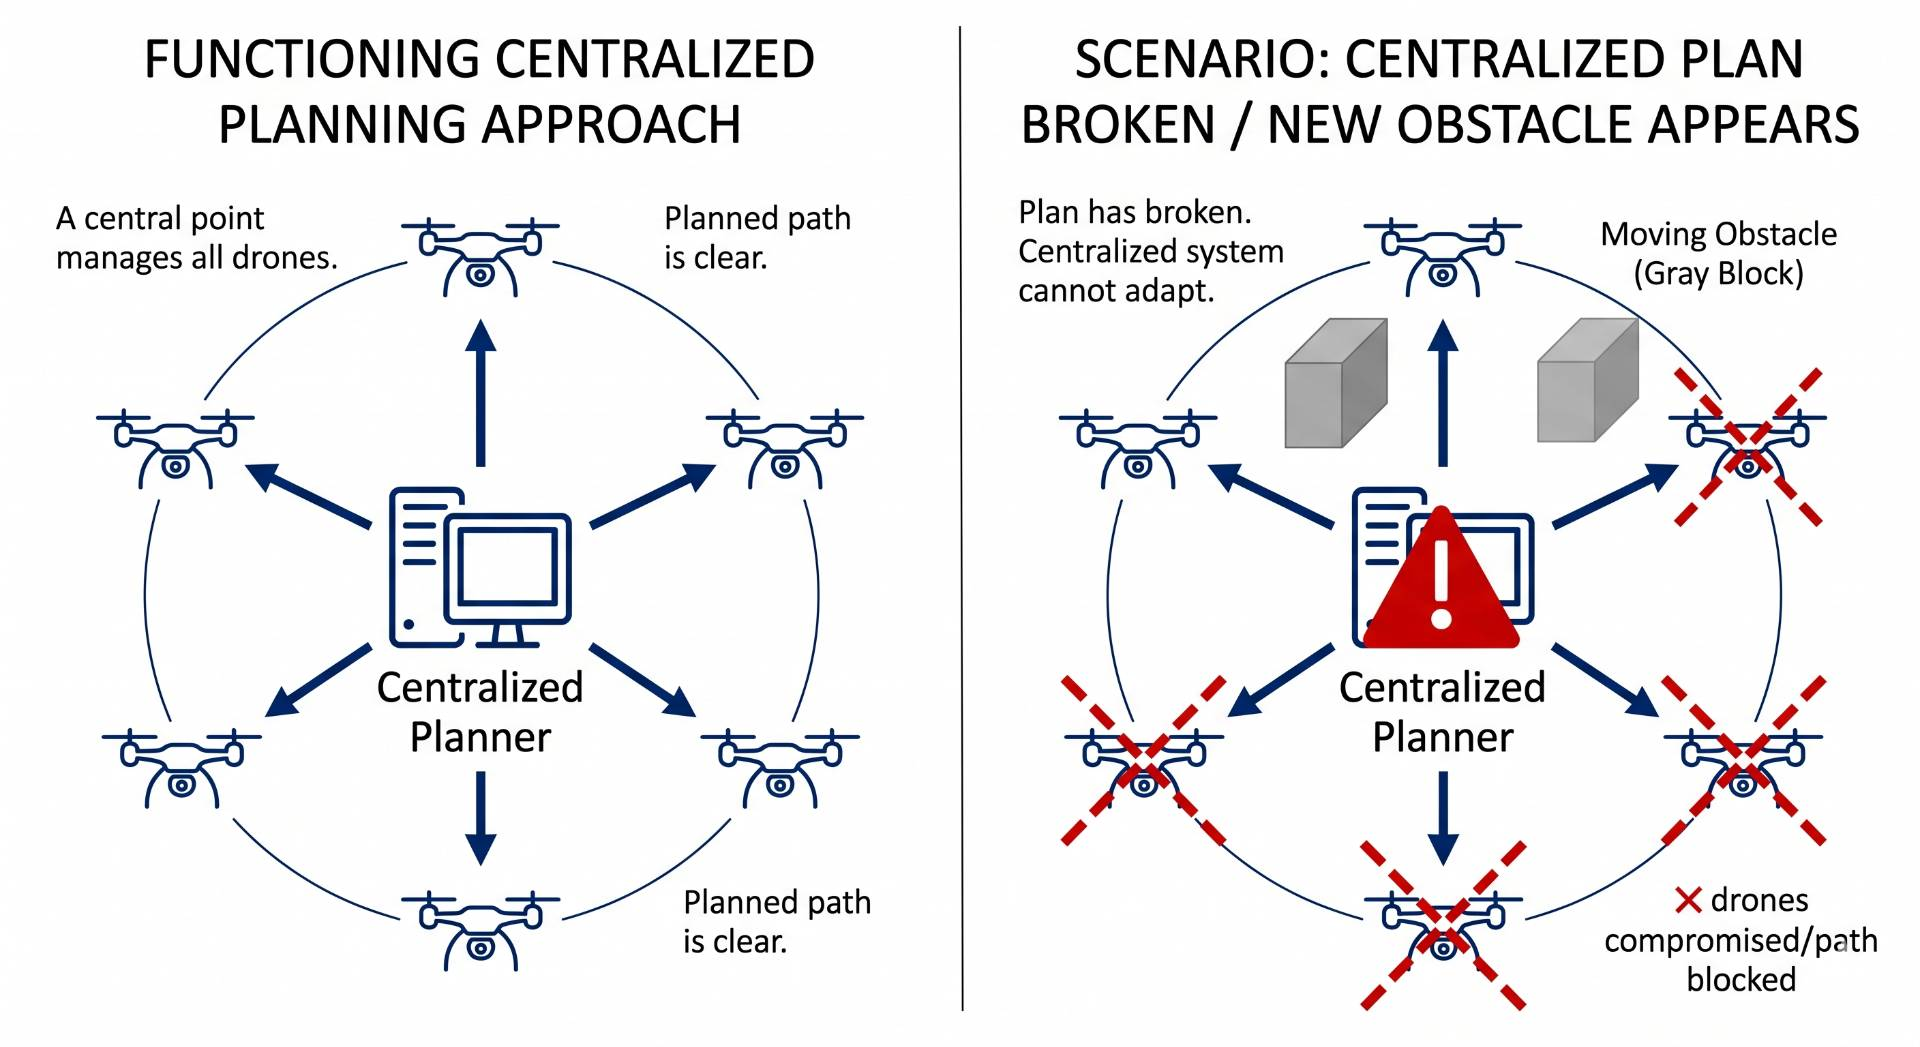 FUNCTIONING CENTRALIZED
PLANNING APPROACH
A central point
manages all drones.
Planned path
is clear.
Centralized
Planner
Planned path
is clear.
SCENARIO: CENTRALIZED PLAN
BROKEN / NEW OBSTACLE APPEARS
Plan has broken.
Centralized system
cannot adapt.
Moving Obstacle
(Gray Block)
Centralized
Planner
drones
compromised/path
blocked